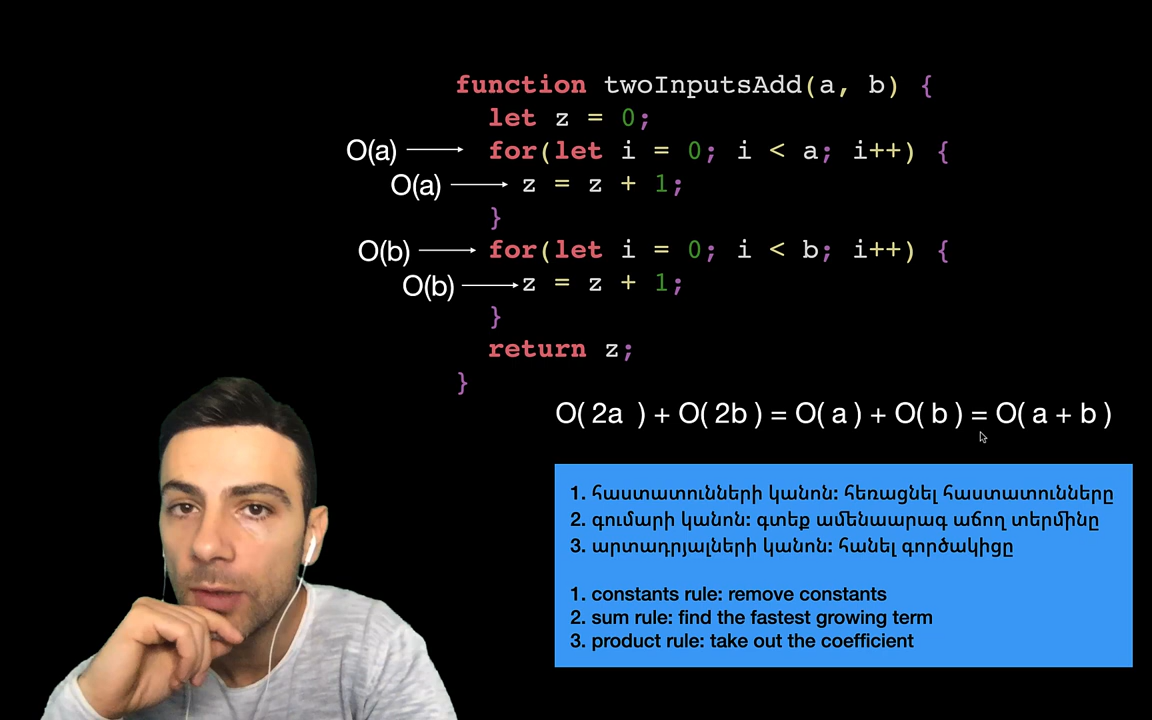 function twoInputsAdd(a, b) {
let z = 0;
O(a) for(let i = 0; i < a; i++) {
O(a) z = z + 1;
}
O(b) for(let i = 0; i < b; i++) {
O(b) z = z + 1;
}
return z;
}
O( 2a ) + O( 2b ) = O( a ) + O( b ) = O( a + b )
1. հաստատունների կանոն: հեռացնել հաստատունները
2. գումարի կանոն: գտեք ամենաարագ աճող տերմինը
3. արտադրյալների կանոն: հանել գործակիցը
1. constants rule: remove constants
2. sum rule: find the fastest growing term
3. product rule: take out the coefficient